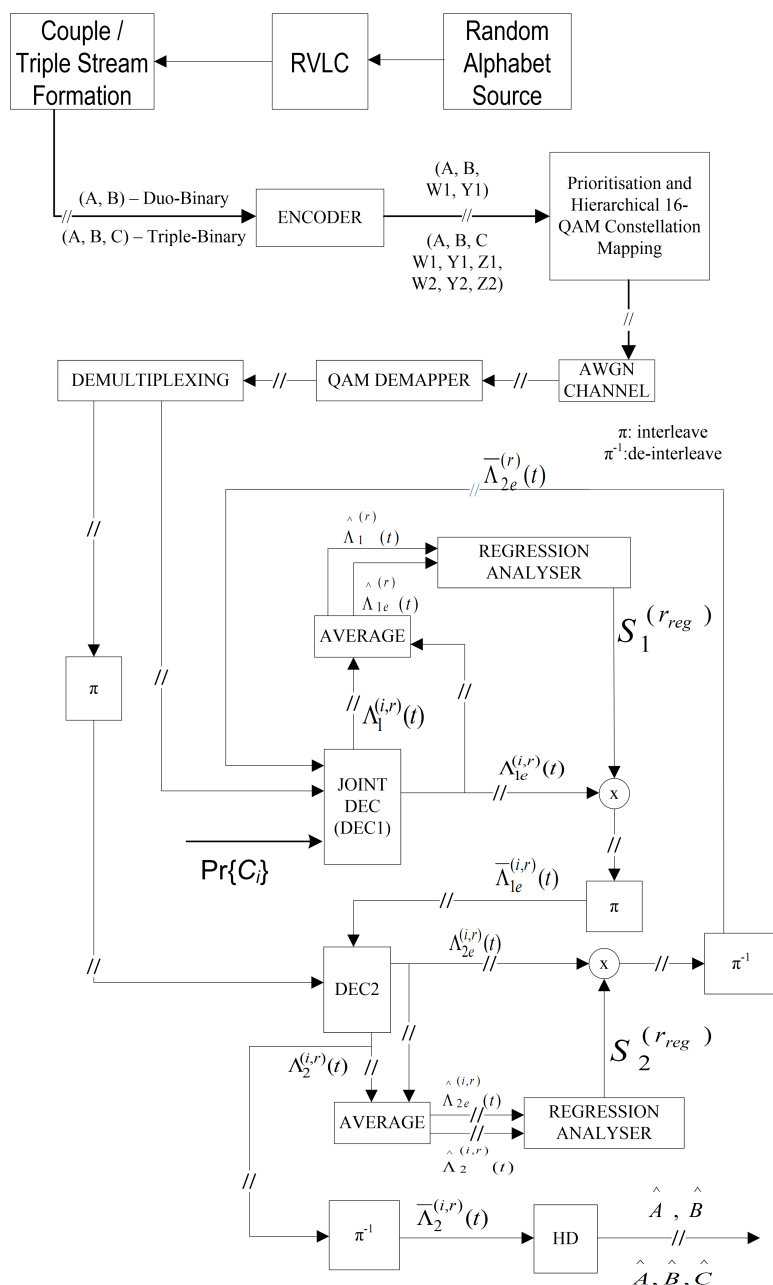 Couple /
Triple Stream
Formation
RVLC
Random
Alphabet
Source
(A, B) – Duo-Binary
//
(A, B, C) – Triple-Binary
ENCODER
(A, B,
W1, Y1)
//
(A, B, C
W1, Y1, Z1,
W2, Y2, Z2)
Prioritisation and
Hierarchical 16-
QAM Constellation
Mapping
//
DEMULTIPLEXING
//
QAM DEMAPPER
//
AWGN
CHANNEL
π: interleave
π⁻¹:de-interleave
Λ̅₂ₑ⁽ʳ⁾(t)
//
//
Λ̂₁⁽ʳ⁾(t)
REGRESSION
ANALYSER
Λ̂₁ₑ⁽ʳ⁾(t)
AVERAGE
S₁^(r_reg)
π
//
//
//
Λ₁^(i,r)(t)
JOINT
DEC
(DEC1)
//
Λ₁ₑ^(i,r)(t)
x
Pr{Cᵢ}
//
Λ̅₁ₑ^(i,r)(t)
//
π
//
DEC2
Λ₂ₑ^(i,r)(t)
//
x
//
π⁻¹
//
Λ₂^(i,r)(t)
//
S₂^(r_reg)
AVERAGE
Λ̂₂ₑ^(i,r)(t)
//
//
Λ̂₂^(i,r)(t)
REGRESSION
ANALYSER
//
π⁻¹
Λ̅₂^(i,r)(t)
HD
Â , B̂
//
Â, B̂, Ĉ